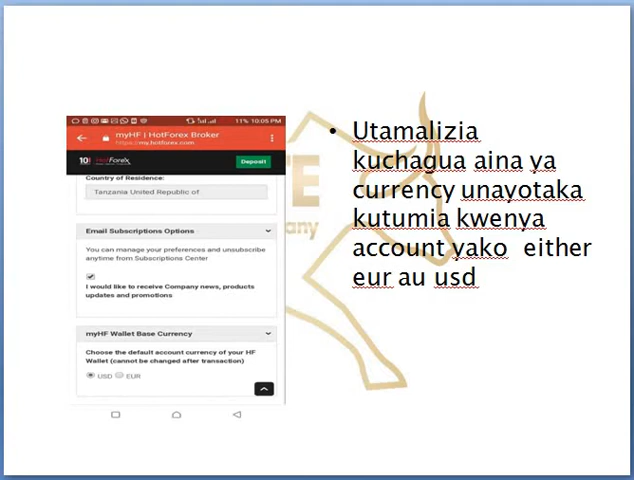 11% 10:05 PM
myHF | HotForex Broker
https://my.hotforex.com
10 HotForex
Deposit
Country of Residence:
Tanzania United Republic of
Email Subscriptions Options
You can manage your preferences and unsubscribe
anytime from Subscriptions Center
I would like to receive Company news, products
updates and promotions
myHF Wallet Base Currency
Choose the default account currency of your HF
Wallet (cannot be changed after transaction)
USD EUR
• Utamalizia
kuchagua aina ya
currency unayotaka
kutumia kwenya
account yako either
eur au usd